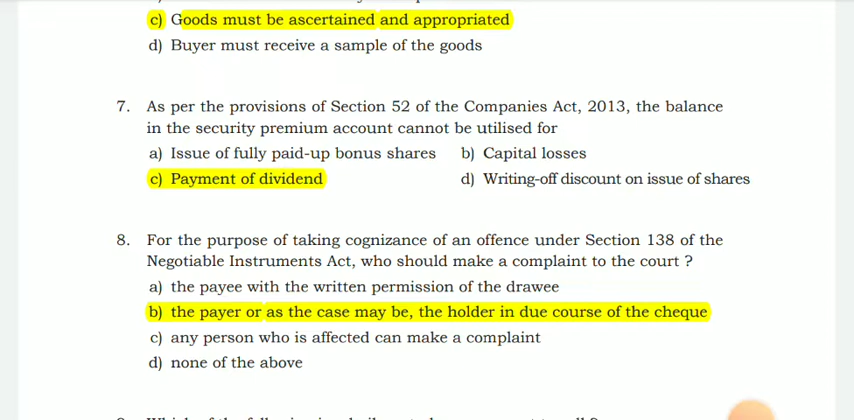 c) Goods must be ascertained and appropriated
d) Buyer must receive a sample of the goods
7. As per the provisions of Section 52 of the Companies Act, 2013, the balance
in the security premium account cannot be utilised for
a) Issue of fully paid-up bonus shares b) Capital losses
c) Payment of dividend d) Writing-off discount on issue of shares
8. For the purpose of taking cognizance of an offence under Section 138 of the
Negotiable Instruments Act, who should make a complaint to the court ?
a) the payee with the written permission of the drawee
b) the payer or as the case may be, the holder in due course of the cheque
c) any person who is affected can make a complaint
d) none of the above